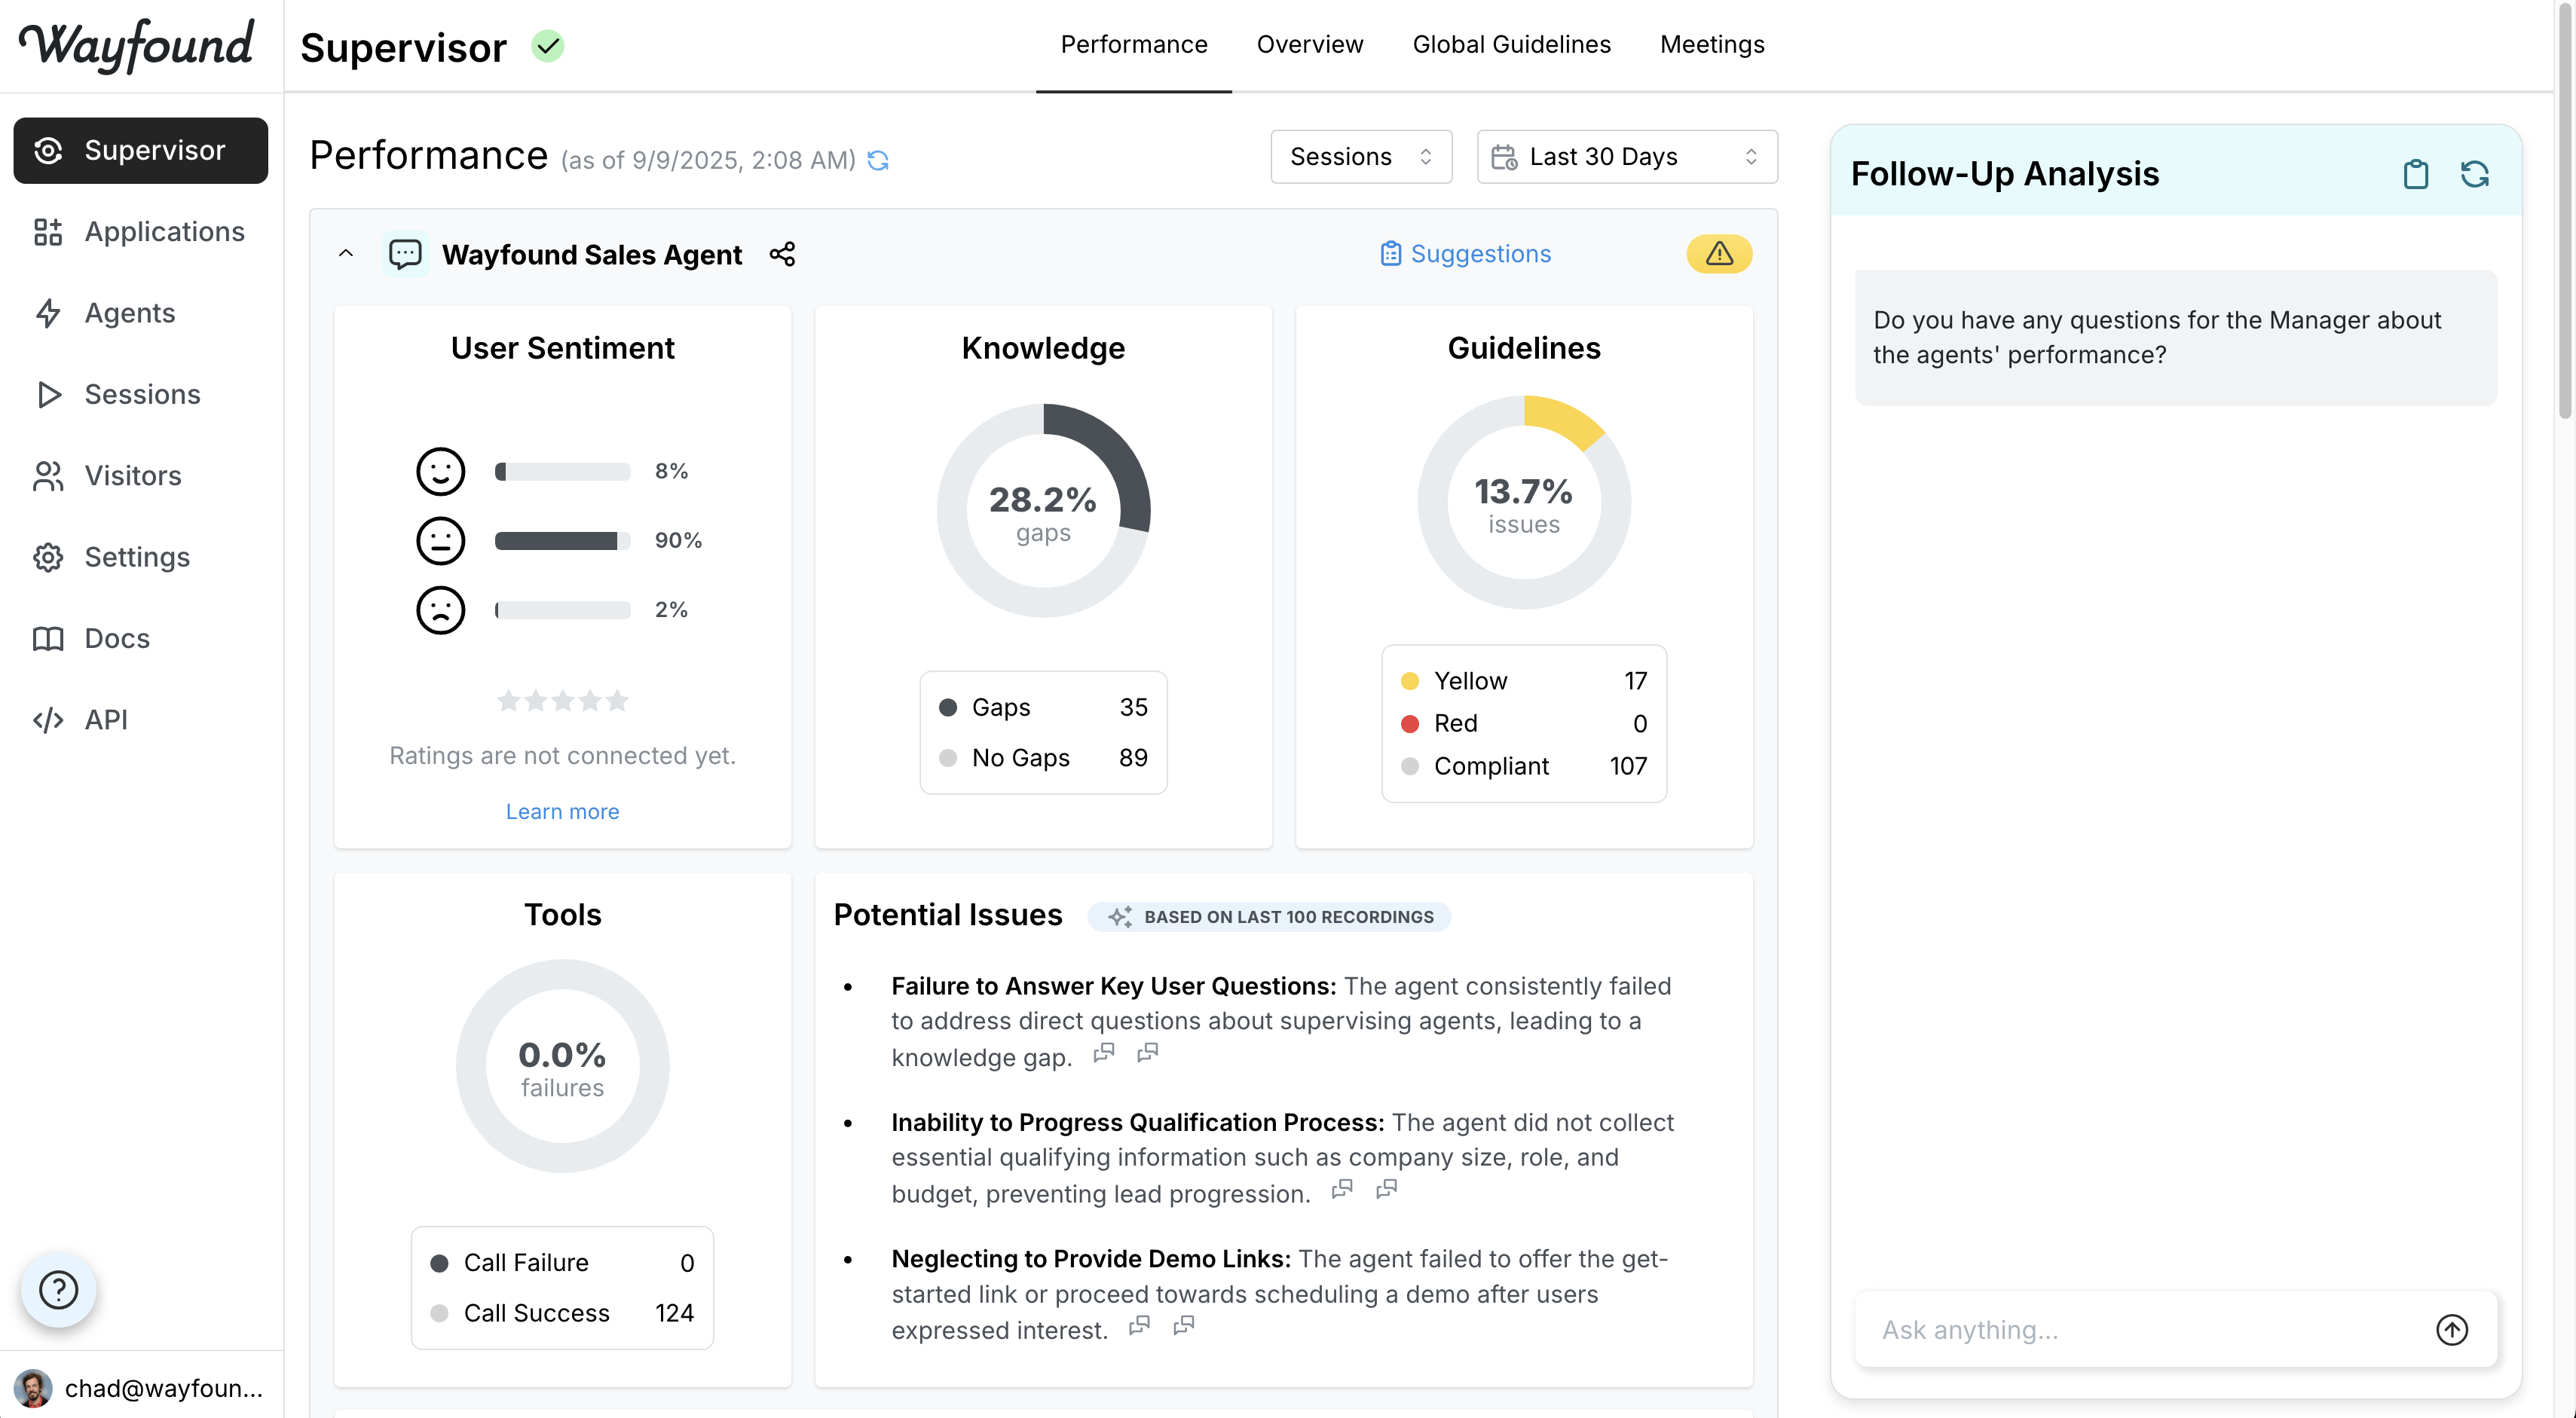 Wayfound
Supervisor
Applications
Agents
Sessions
Visitors
Settings
Docs
API
chad@wayfoun...
Supervisor
Performance
Overview
Global Guidelines
Meetings
Performance (as of 9/9/2025, 2:08 AM)
Sessions
Last 30 Days
Wayfound Sales Agent
Suggestions
User Sentiment
8%
90%
2%
Ratings are not connected yet.
Learn more
Knowledge
28.2%
gaps
Gaps 35
No Gaps 89
Guidelines
13.7%
issues
Yellow 17
Red 0
Compliant 107
Tools
0.0%
failures
Call Failure 0
Call Success 124
Potential Issues
BASED ON LAST 100 RECORDINGS
• Failure to Answer Key User Questions: The agent consistently failed
to address direct questions about supervising agents, leading to a
knowledge gap.
• Inability to Progress Qualification Process: The agent did not collect
essential qualifying information such as company size, role, and
budget, preventing lead progression.
• Neglecting to Provide Demo Links: The agent failed to offer the get-
started link or proceed towards scheduling a demo after users
expressed interest.
Follow-Up Analysis
Do you have any questions for the Manager about
the agents' performance?
Ask anything...